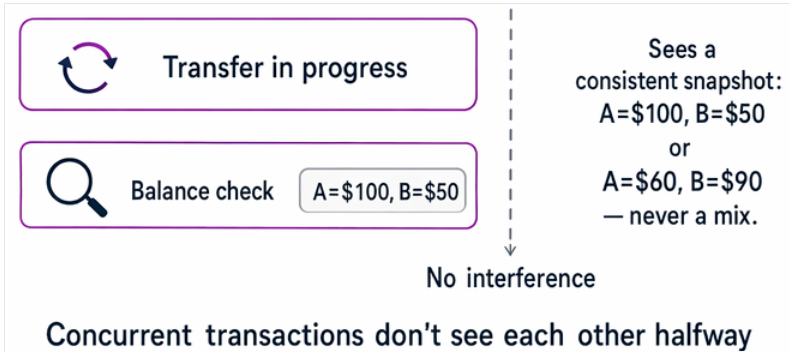 Transfer in progress
Balance check
A=$100, B=$50
Sees a
consistent snapshot:
A=$100, B=$50
or
A=$60, B=$90
— never a mix.
No interference
Concurrent transactions don't see each other halfway